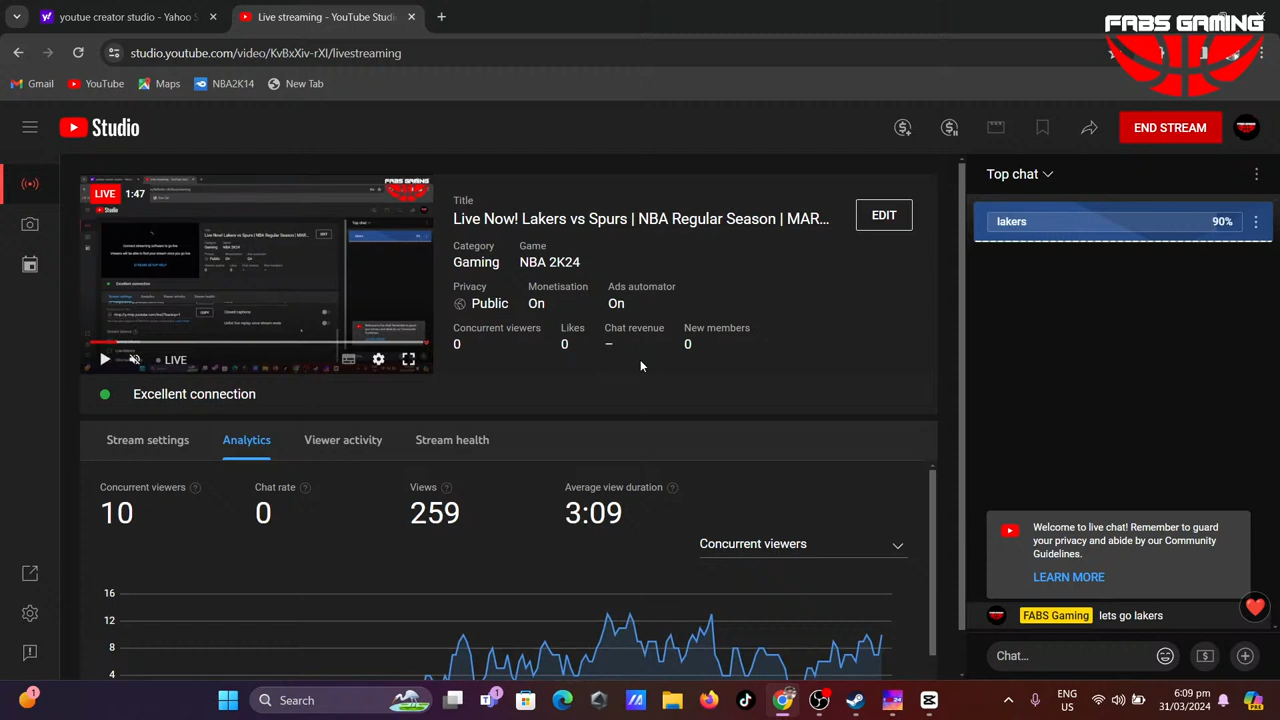 youtue creator studio - Yahoo S
Live streaming - YouTube Studi
FABS GAMING
studio.youtube.com/video/KvBxXiv-rXI/livestreaming
Gmail
YouTube
Maps
NBA2K14
New Tab
Studio
END STREAM
LIVE 1:47
LIVE
Title
Live Now! Lakers vs Spurs | NBA Regular Season | MAR...
EDIT
Category
Gaming
Game
NBA 2K24
Privacy
Public
Monetisation
On
Ads automator
On
Concurrent viewers
0
Likes
0
Chat revenue
–
New members
0
Excellent connection
Stream settings
Analytics
Viewer activity
Stream health
Concurrent viewers
10
Chat rate
0
Views
259
Average view duration
3:09
Concurrent viewers
16
12
8
4
Top chat
lakers 90%
Welcome to live chat! Remember to guard
your privacy and abide by our Community
Guidelines.
LEARN MORE
FABS Gaming lets go lakers
Chat...
1
Search
1
ENG
US
6:09 pm
31/03/2024